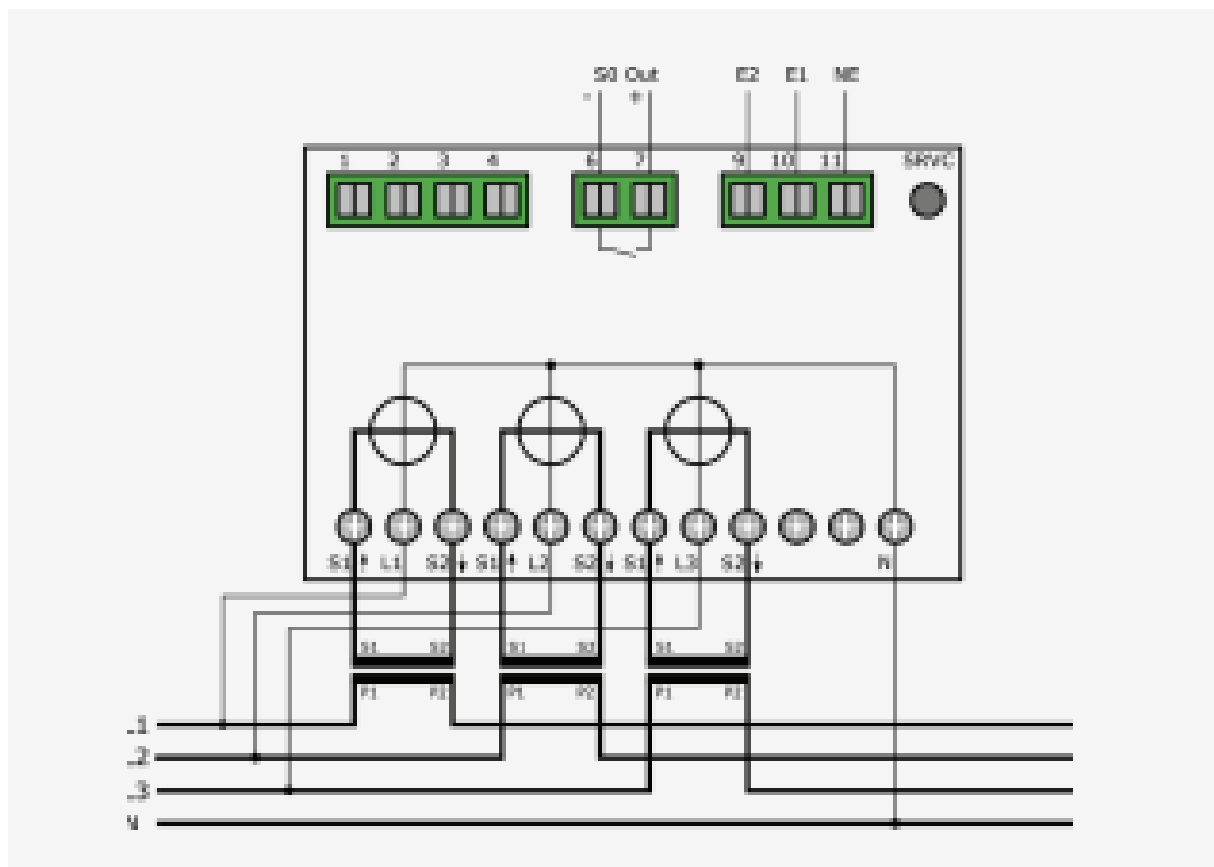 S0 Out E2 E1 NE
- +
1 2 3 4 6 7 9 10 11 SRVC
S1 L1 S2 S1 L2 S2 S1 L3 S2 N
S1 S2 S1 S2 S1 S2
P1 P2 P1 P2 P1 P2
L1
L2
L3
N